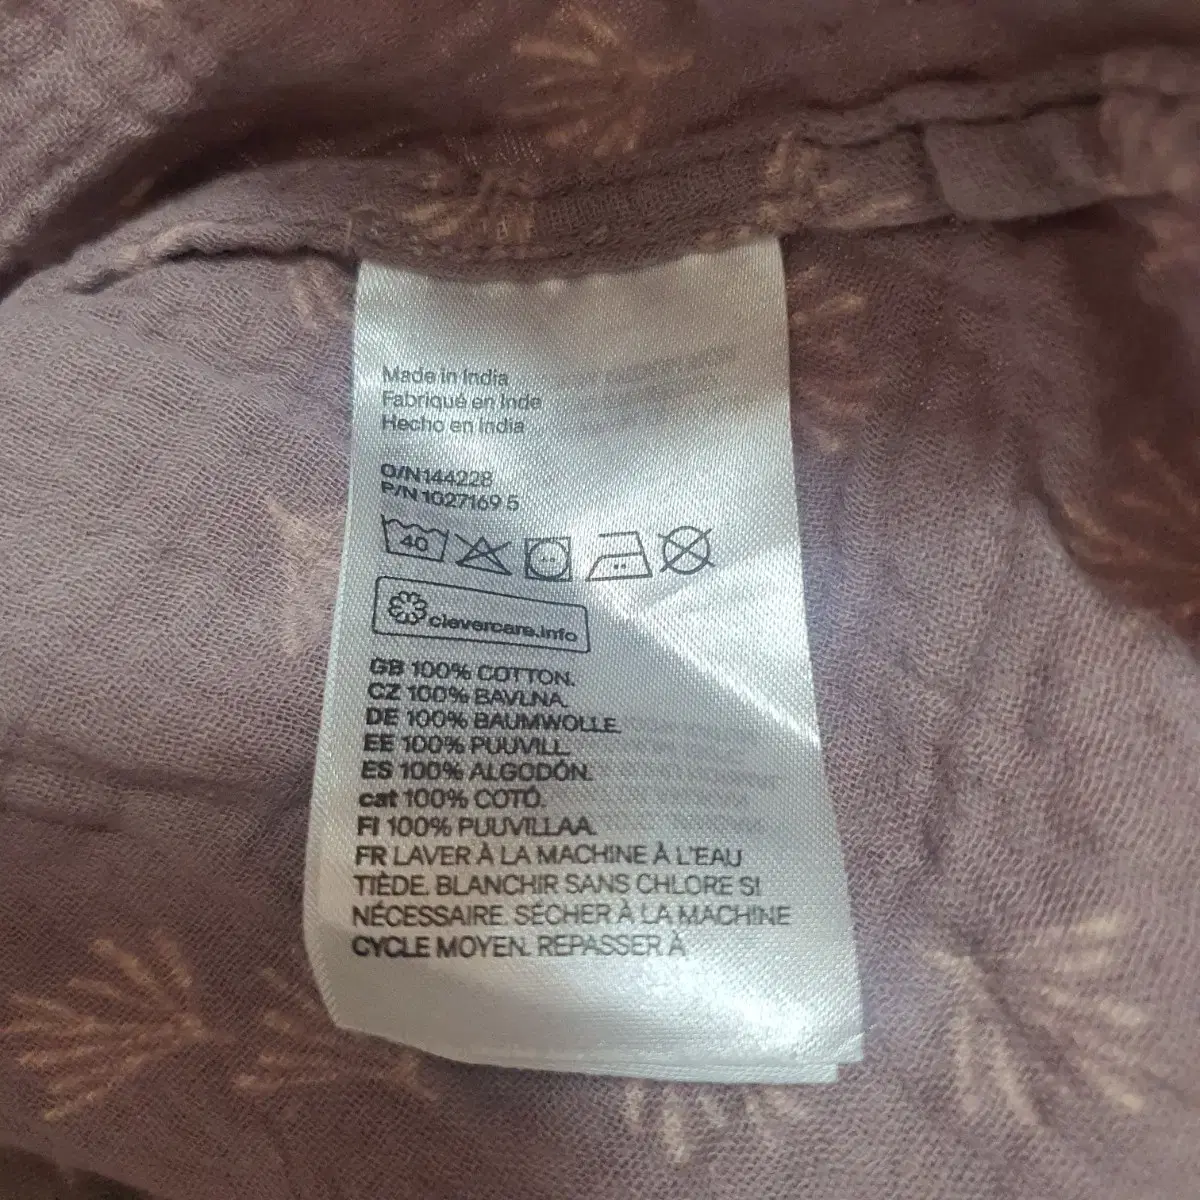 Made in India
Fabriqué en Inde
Hecho en India
O/N 144228
P/N 1027169 5
40
clevercare.info
GB 100% COTTON.
CZ 100% BAVLNA.
DE 100% BAUMWOLLE.
EE 100% PUUVILL.
ES 100% ALGODÓN.
cat 100% COTÓ.
FI 100% PUUVILLAA.
FR LAVER À LA MACHINE À L'EAU
TIÈDE. BLANCHIR SANS CHLORE SI
NÉCESSAIRE. SÉCHER À LA MACHINE
CYCLE MOYEN. REPASSER À